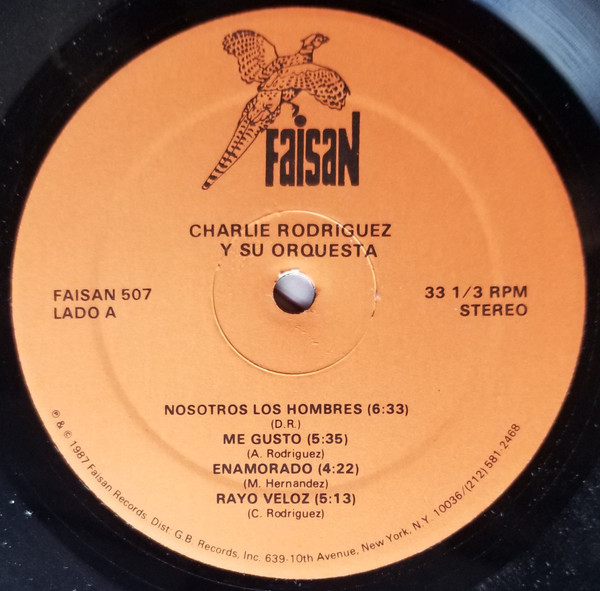 Faisan
CHARLIE RODRIGUEZ
Y SU ORQUESTA
FAISAN 507
LADO A
33 1/3 RPM
STEREO
NOSOTROS LOS HOMBRES (6:33)
(D.R.)
ME GUSTO (5:35)
(A. Rodriguez)
ENAMORADO (4:22)
(M. Hernandez)
RAYO VELOZ (5:13)
(C. Rodriguez)
℗ & © 1987 Faisan Records, Dist. G.B. Records, Inc. 639-10th Avenue, New York, N.Y. 10036/(212) 581-2468